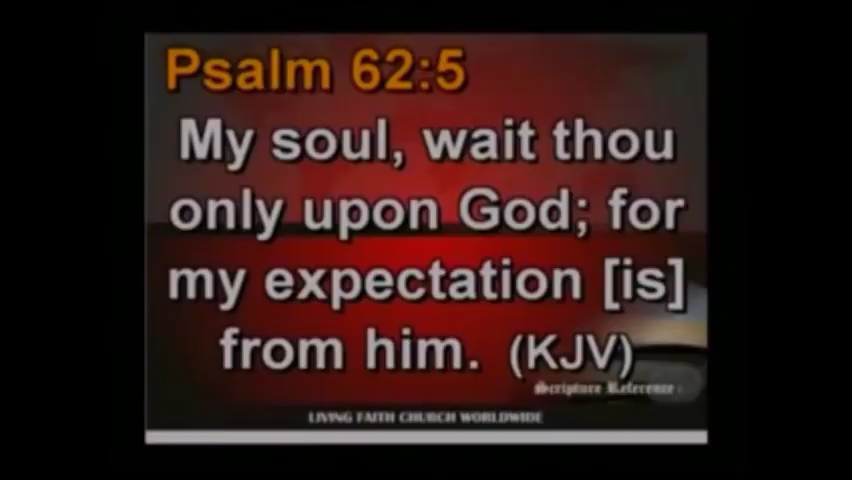 Psalm 62:5
My soul, wait thou
only upon God; for
my expectation [is]
from him. (KJV)
Scripture Reference :
LIVING FAITH CHURCH WORLDWIDE